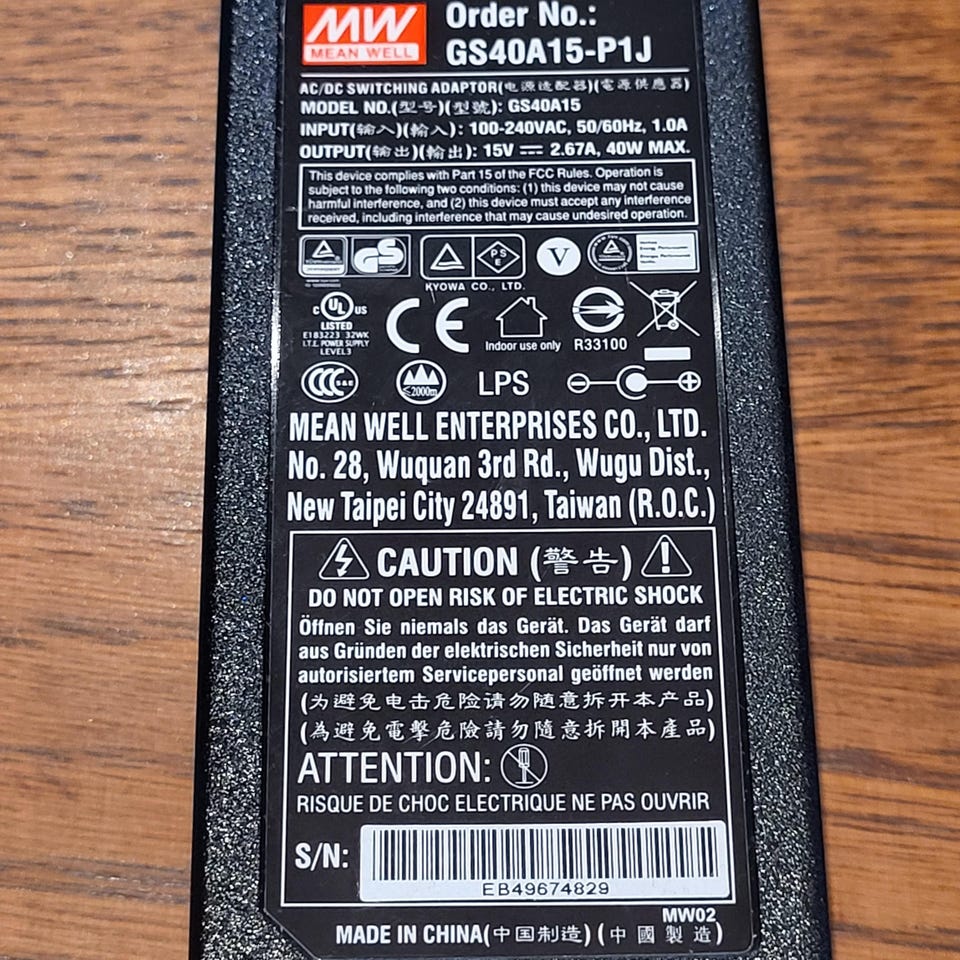 MW
MEAN WELL
Order No.:
GS40A15-P1J
AC/DC SWITCHING ADAPTOR(电源适配器)(電源供應器)
MODEL NO.(型号)(型號): GS40A15
INPUT(输入)(輸入): 100-240VAC, 50/60Hz, 1.0A
OUTPUT(输出)(輸出): 15V ⎓ 2.67A, 40W MAX.
This device complies with Part 15 of the FCC Rules. Operation is
subject to the following two conditions: (1) this device may not cause
harmful interference, and (2) this device must accept any interference
received, including interference that may cause undesired operation.
GS
PS
E
V
KYOWA CO., LTD.
c UL US
LISTED
E183223 32WK
I.T.E. POWER SUPPLY
LEVEL3
CE
Indoor use only
R33100
CCC S&E
≤2000m
LPS
MEAN WELL ENTERPRISES CO., LTD.
No. 28, Wuquan 3rd Rd., Wugu Dist.,
New Taipei City 24891, Taiwan (R.O.C.)
CAUTION (警告)
DO NOT OPEN RISK OF ELECTRIC SHOCK
Öffnen Sie niemals das Gerät. Das Gerät darf
aus Gründen der elektrischen Sicherheit nur von
autorisiertem Servicepersonal geöffnet werden
(为避免电击危险请勿随意拆开本产品)
(為避免電擊危險請勿隨意拆開本產品)
ATTENTION:
RISQUE DE CHOC ELECTRIQUE NE PAS OUVRIR
S/N:
EB49674829
MW02
MADE IN CHINA(中国制造)(中國製造)